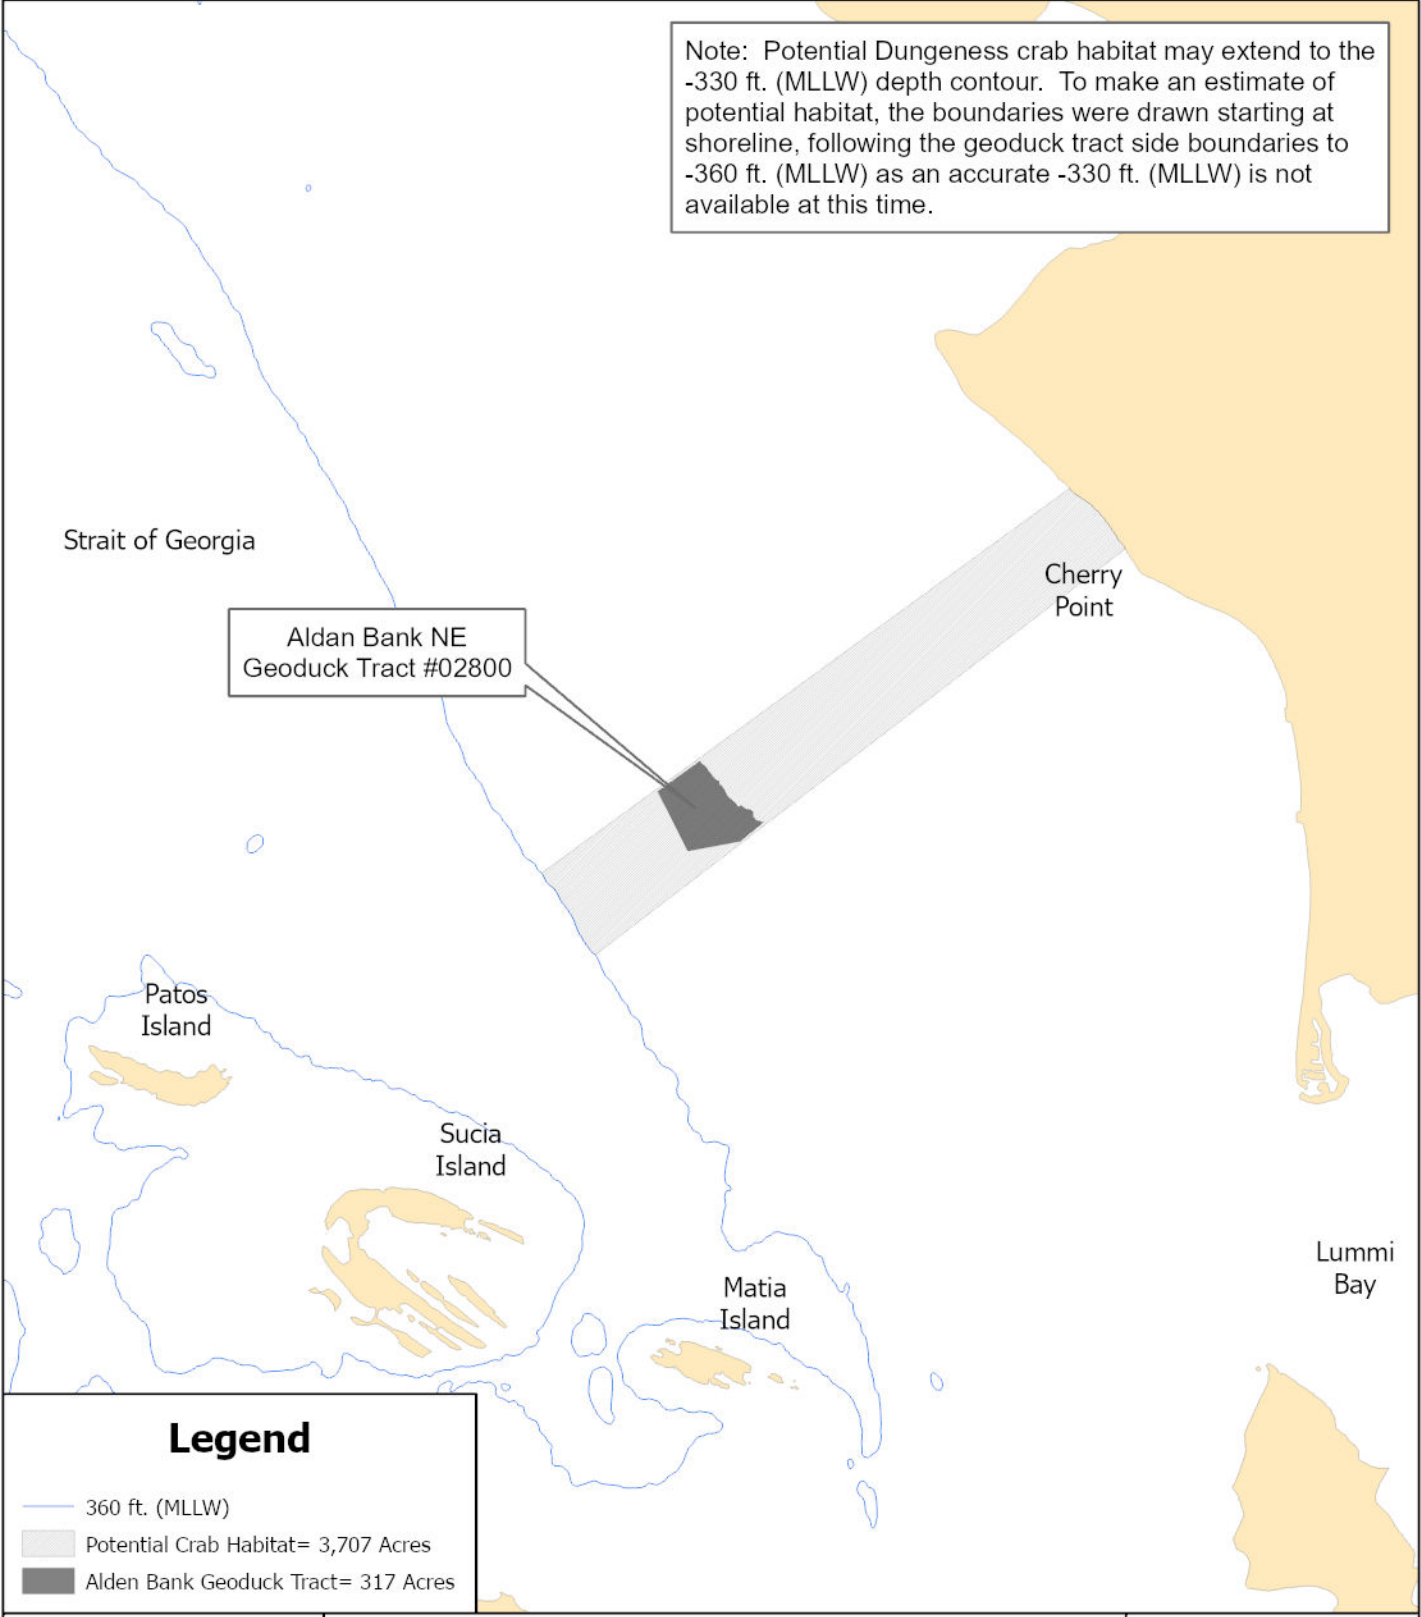 Note:  Potential Dungeness crab habitat may extend to the
-330 ft. (MLLW) depth contour.  To make an estimate of
potential habitat, the boundaries were drawn starting at
shoreline, following the geoduck tract side boundaries to
-360 ft. (MLLW) as an accurate -330 ft. (MLLW) is not
available at this time.
Strait of Georgia
Cherry
Point
Aldan Bank NE
Geoduck Tract #02800
Patos
Island
Sucia
Island
Matia
Island
Lummi
Bay
Legend
360 ft. (MLLW)
Potential Crab Habitat= 3,707 Acres
Alden Bank Geoduck Tract= 317 Acres